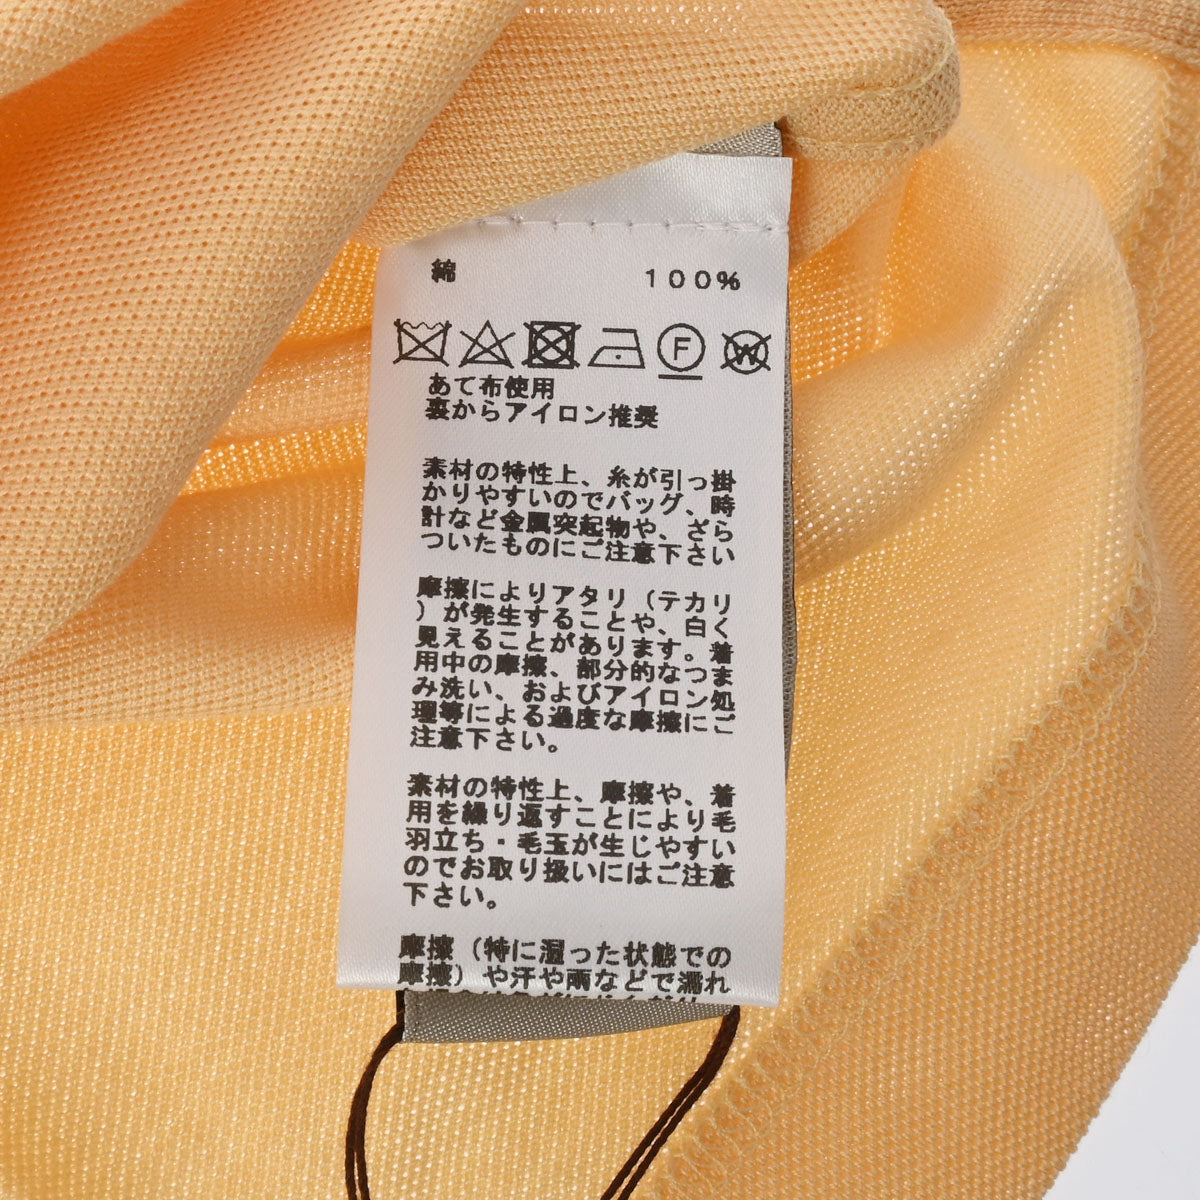 綿 100%
F W
あて布使用
裏からアイロン推奨
素材の特性上、糸が引っ掛
かりやすいのでバッグ、時
計など金属突起物や、ざら
ついたものにご注意下さい
摩擦によりアタリ(テカリ
)が発生することや、白く
見えることがあります。着
用中の摩擦、部分的なつま
み洗い、およびアイロン処
理等による過度な摩擦にご
注意下さい。
素材の特性上、摩擦や、着
用を繰り返すことにより毛
羽立ち・毛玉が生じやすい
のでお取り扱いにはご注意
下さい。
摩擦(特に湿った状態での
摩擦)や汗や雨などで濡れ